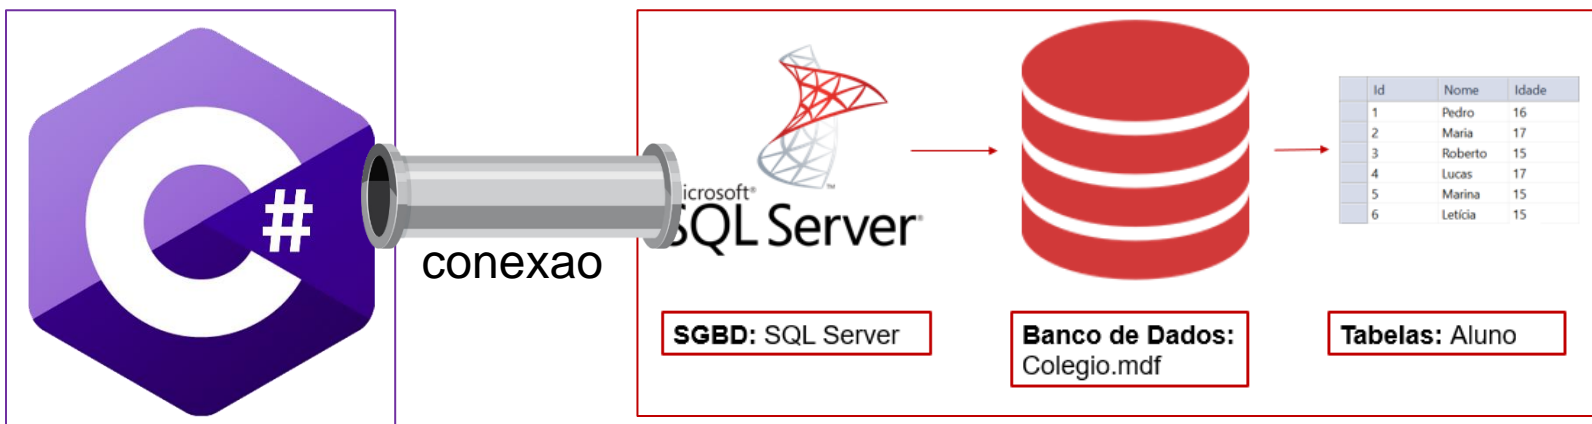 C#
conexao
icrosoft®
SQL Server
SGBD: SQL Server
Banco de Dados:
Colegio.mdf
Id Nome Idade
1 Pedro 16
2 Maria 17
3 Roberto 15
4 Lucas 17
5 Marina 15
6 Letícia 15
Tabelas: Aluno